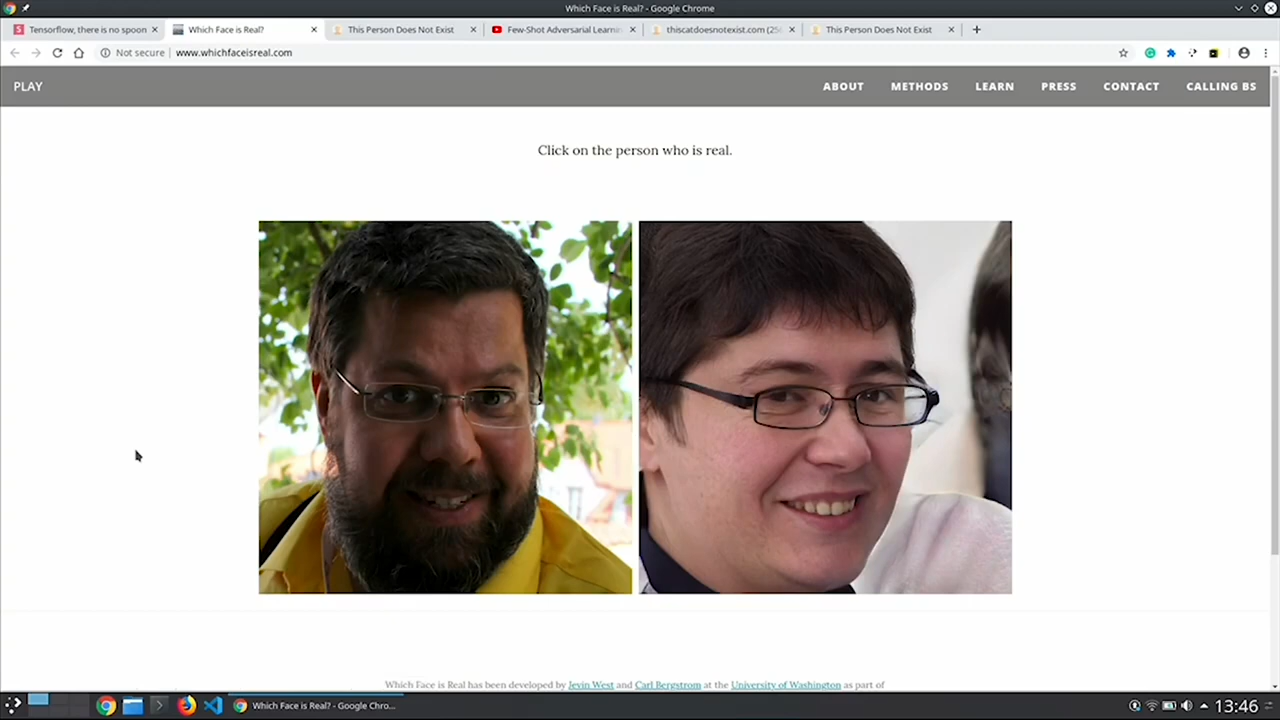 Which Face is Real? - Google Chrome
Tensorflow, there is no spoon
Which Face is Real?
This Person Does Not Exist
Few-Shot Adversarial Learnin
thiscatdoesnotexist.com (25
This Person Does Not Exist
Not secure
www.whichfaceisreal.com
PLAY
ABOUT
METHODS
LEARN
PRESS
CONTACT
CALLING BS
Click on the person who is real.
Which Face is Real has been developed by Jevin West and Carl Bergstrom at the University of Washington as part of
Which Face is Real? - Google Chro...
13:46